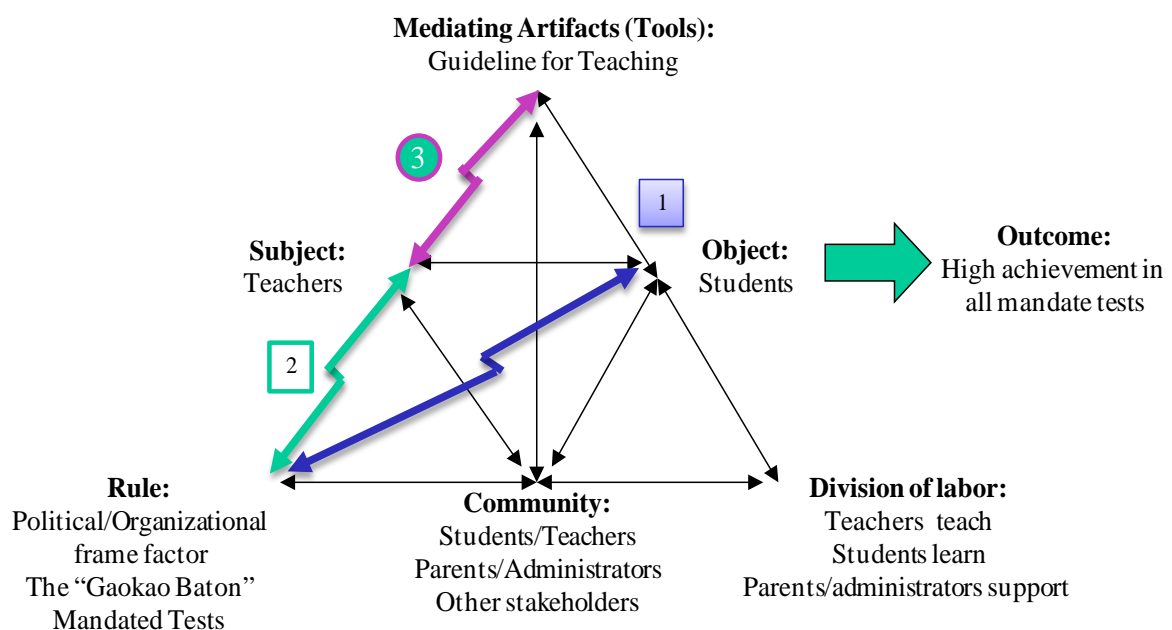 Mediating Artifacts (Tools):
Guideline for Teaching
3
1
Subject:
Teachers
Object:
Students
Outcome:
High achievement in
all mandate tests
2
Rule:
Political/Organizational
frame factor
The “Gaokao Baton”
Mandated Tests
Community:
Students/Teachers
Parents/Administrators
Other stakeholders
Division of labor:
Teachers teach
Students learn
Parents/administrators support